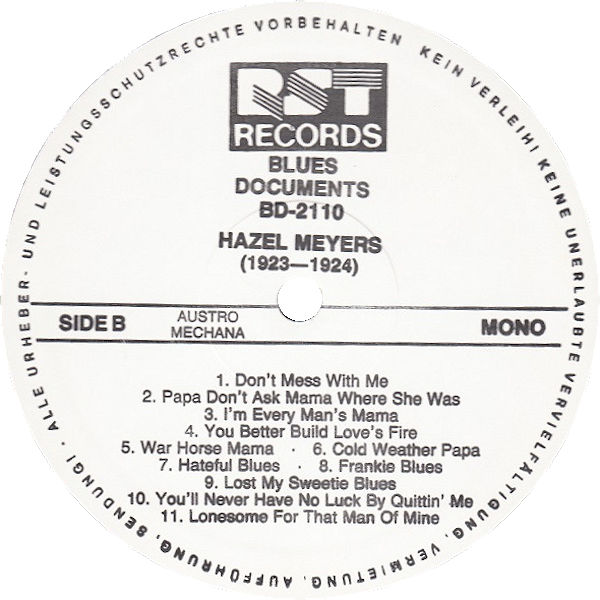 ALLE URHEBER- UND LEISTUNGSSCHUTZRECHTE VORBEHALTEN KEIN VERLEIH! KEINE UNERLAUBTE VERVIELFÄLTIGUNG, VERMIETUNG, AUFFÜHRUNG, SENDUNG! ·
RST
RECORDS
BLUES
DOCUMENTS
BD-2110
HAZEL MEYERS
(1923—1924)
SIDE B
AUSTRO
MECHANA
MONO
1. Don't Mess With Me
2. Papa Don't Ask Mama Where She Was
3. I'm Every Man's Mama
4. You Better Build Love's Fire
5. War Horse Mama · 6. Cold Weather Papa
7. Hateful Blues · 8. Frankie Blues
9. Lost My Sweetie Blues
10. You'll Never Have No Luck By Quittin' Me
11. Lonesome For That Man Of Mine